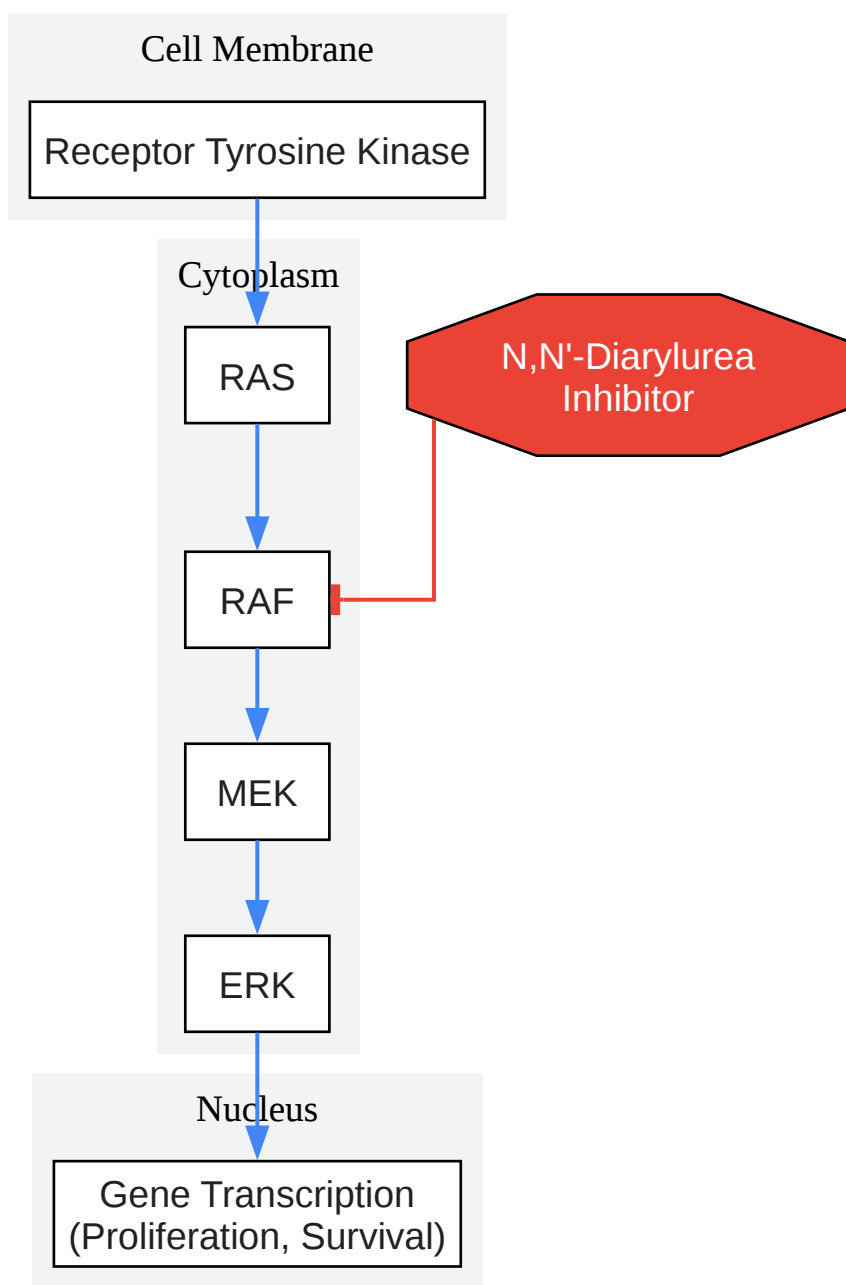 Cell Membrane
Receptor Tyrosine Kinase
Cytoplasm
RAS
N,N'-Diarylurea
Inhibitor
RAF
MEK
ERK
Nucleus
Gene Transcription
(Proliferation, Survival)